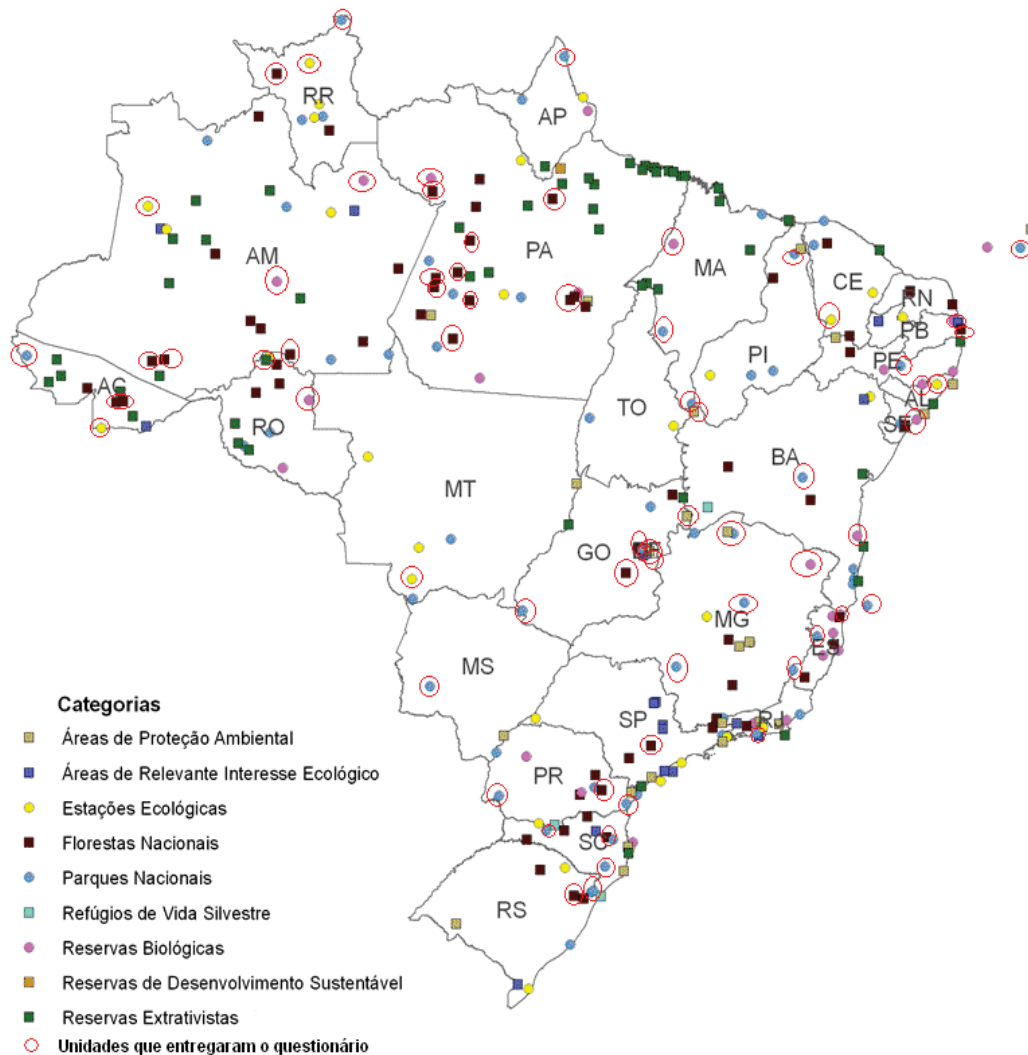 RR
AP
AM
PA
MA
CE
RN
PB
PE
PI
AC
AL
TO
SE
RO
BA
MT
GO
MG
ES
MS
SP
RJ
PR
SC
RS
Categorias
Áreas de Proteção Ambiental
Áreas de Relevante Interesse Ecológico
Estações Ecológicas
Florestas Nacionais
Parques Nacionais
Refúgios de Vida Silvestre
Reservas Biológicas
Reservas de Desenvolvimento Sustentável
Reservas Extrativistas
Unidades que entregaram o questionário